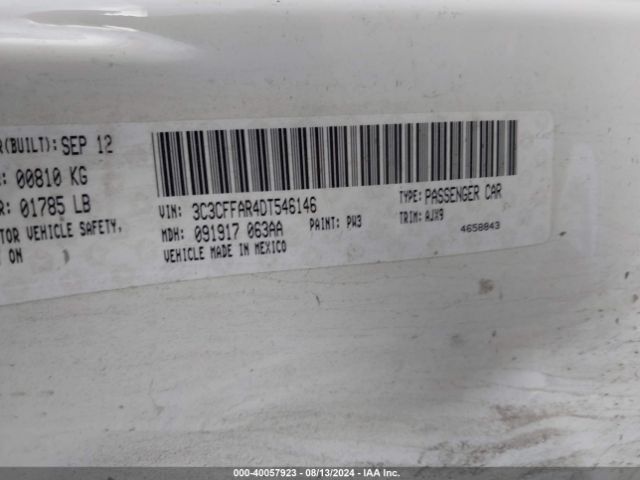 R(BUILT): SEP 12
: 00810 KG
R: 01785 LB
TOR VEHICLE SAFETY,
ON
VIN: 3C3CFFAR4DT546146
TYPE: PASSENGER CAR
MDH: 091917 063AA
PAINT: PW3
TRIM: AJX9
VEHICLE MADE IN MEXICO
4658843
000-40057923 - 08/13/2024 - IAA Inc.